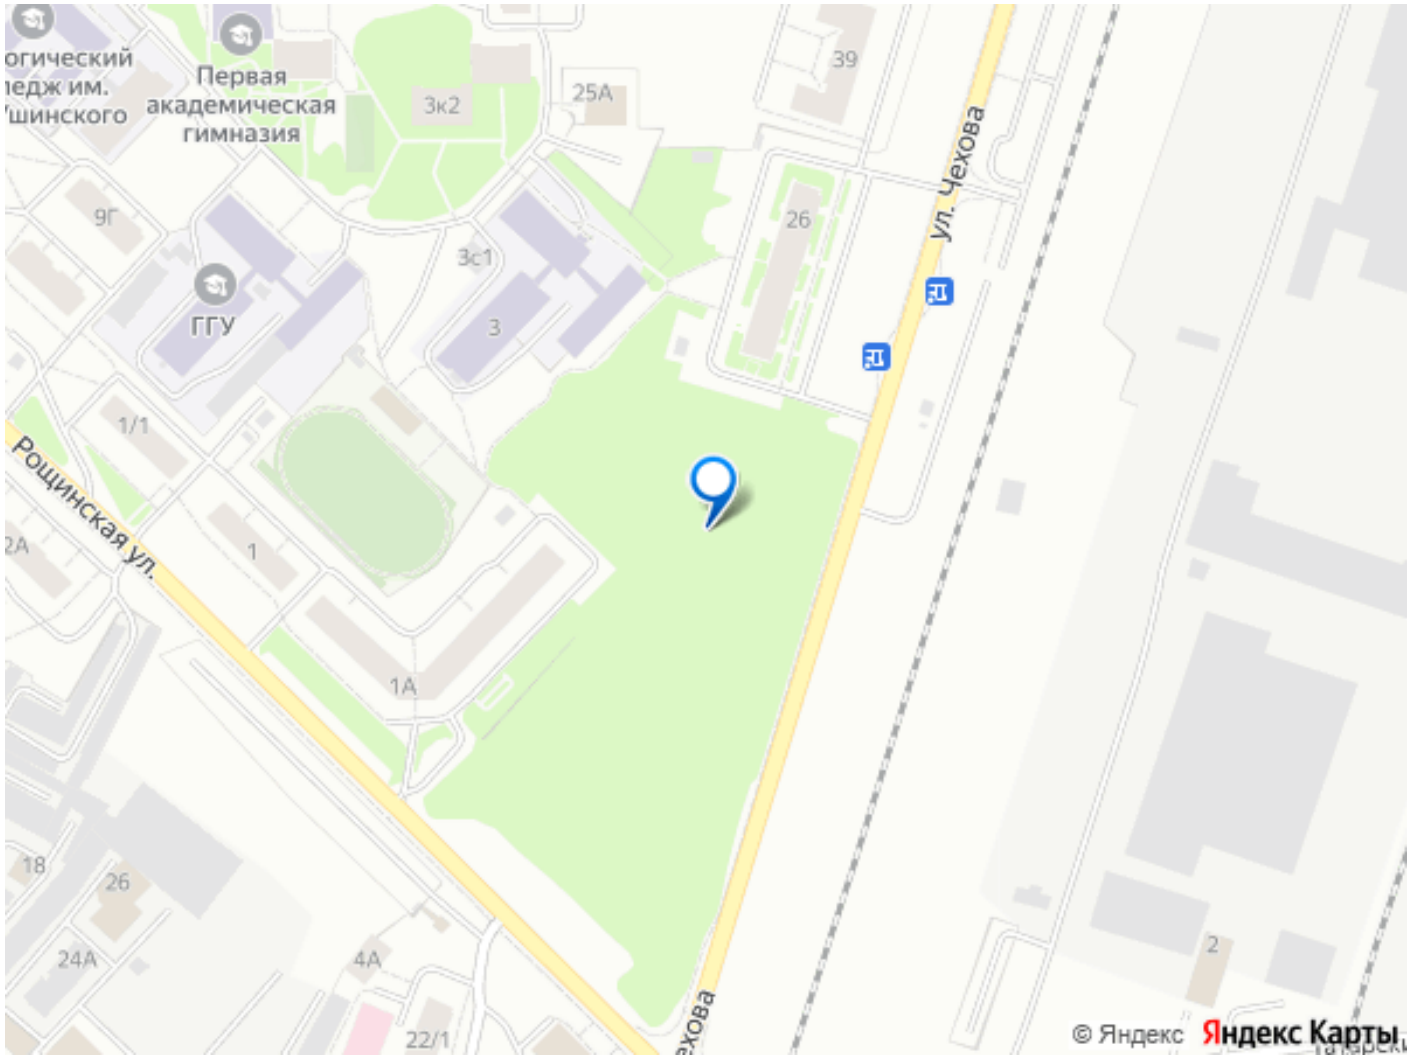 огический
ледж им.
шинского
Первая
академическая
гимназия
3к2
25А
39
ул. Чехова
9Г
26
3с1
ГГУ
3
1/1
Рощинская ул.
2А
1
1А
18
26
24А
4А
22/1
ехова
2
© Яндекс
Яндекс Карты